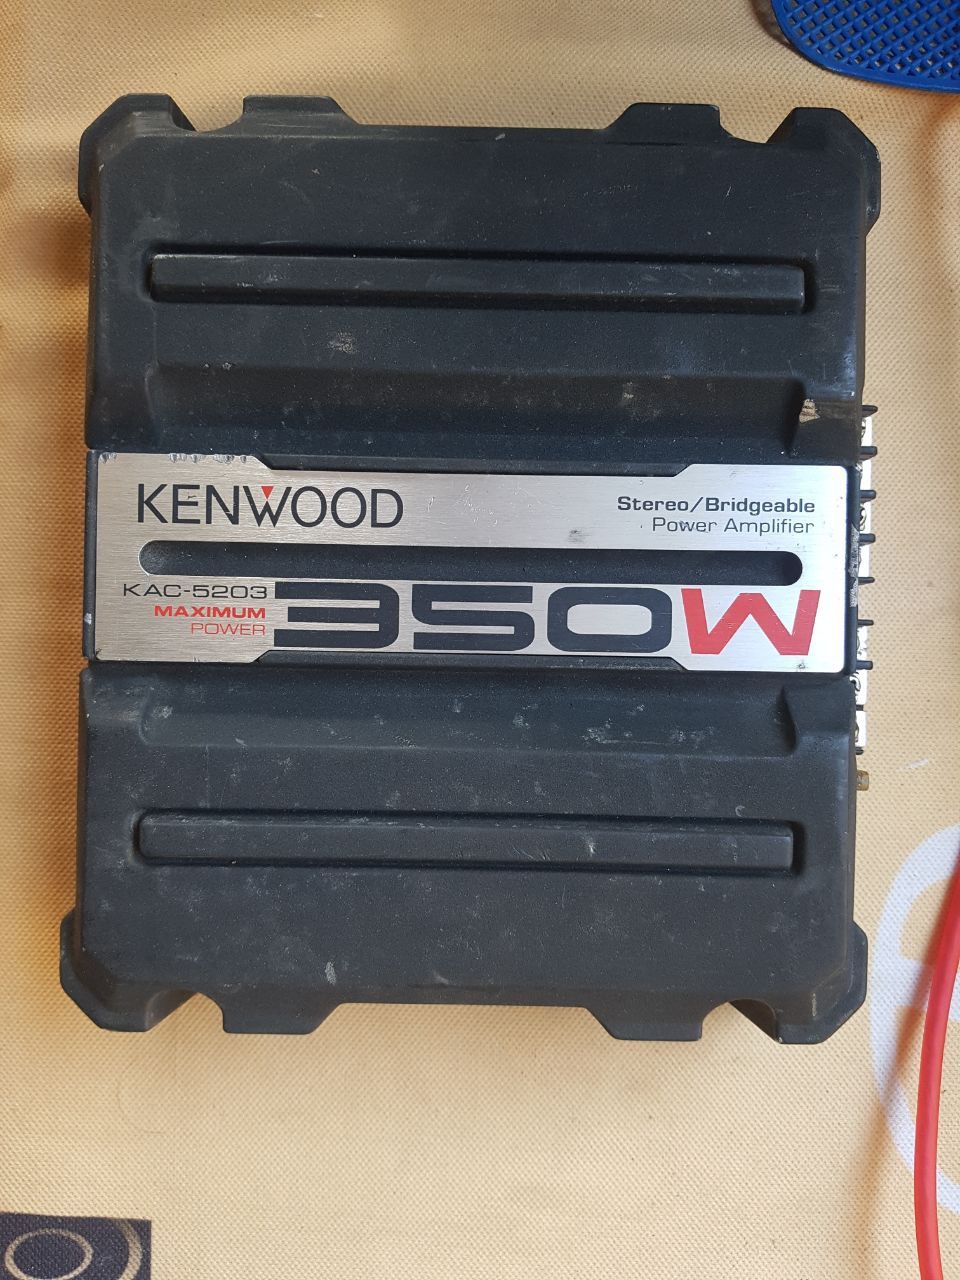 KENWOOD
Stereo/Bridgeable
Power Amplifier
KAC-5203
MAXIMUM
POWER
350W